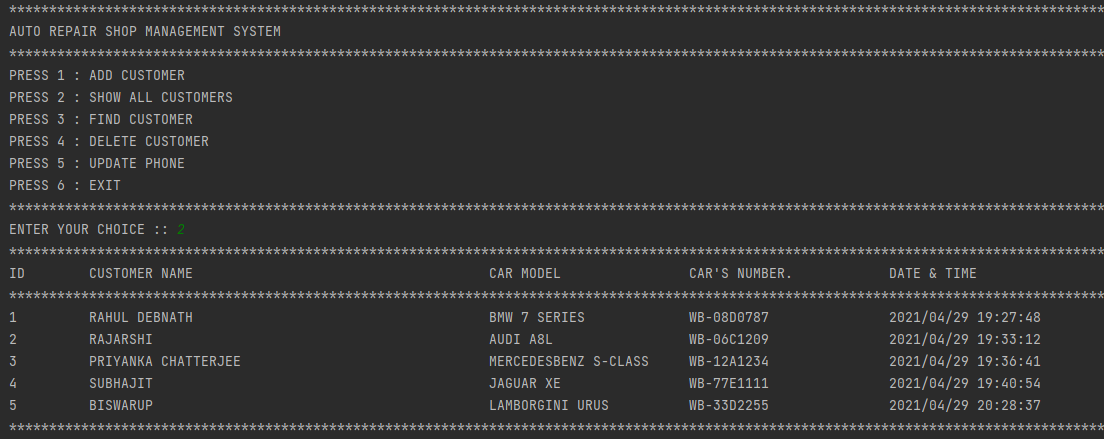 *****************************************************************************************************************************************
AUTO REPAIR SHOP MANAGEMENT SYSTEM
*****************************************************************************************************************************************
PRESS 1 : ADD CUSTOMER
PRESS 2 : SHOW ALL CUSTOMERS
PRESS 3 : FIND CUSTOMER
PRESS 4 : DELETE CUSTOMER
PRESS 5 : UPDATE PHONE
PRESS 6 : EXIT
*****************************************************************************************************************************************
ENTER YOUR CHOICE :: 2
*****************************************************************************************************************************************
ID CUSTOMER NAME CAR MODEL CAR'S NUMBER. DATE & TIME
*****************************************************************************************************************************************
1 RAHUL DEBNATH BMW 7 SERIES WB-08D0787 2021/04/29 19:27:48
2 RAJARSHI AUDI A8L WB-06C1209 2021/04/29 19:33:12
3 PRIYANKA CHATTERJEE MERCEDESBENZ S-CLASS WB-12A1234 2021/04/29 19:36:41
4 SUBHAJIT JAGUAR XE WB-77E1111 2021/04/29 19:40:54
5 BISWARUP LAMBORGINI URUS WB-33D2255 2021/04/29 20:28:37
*****************************************************************************************************************************************